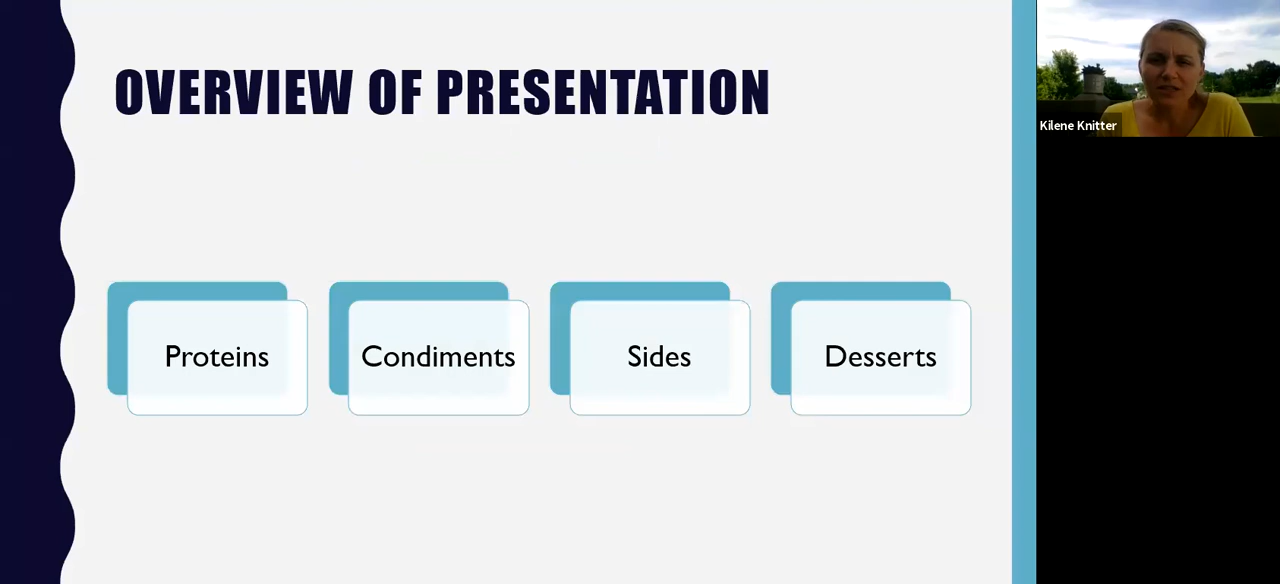 OVERVIEW OF PRESENTATION
Kilene Knitter
Proteins
Condiments
Sides
Desserts